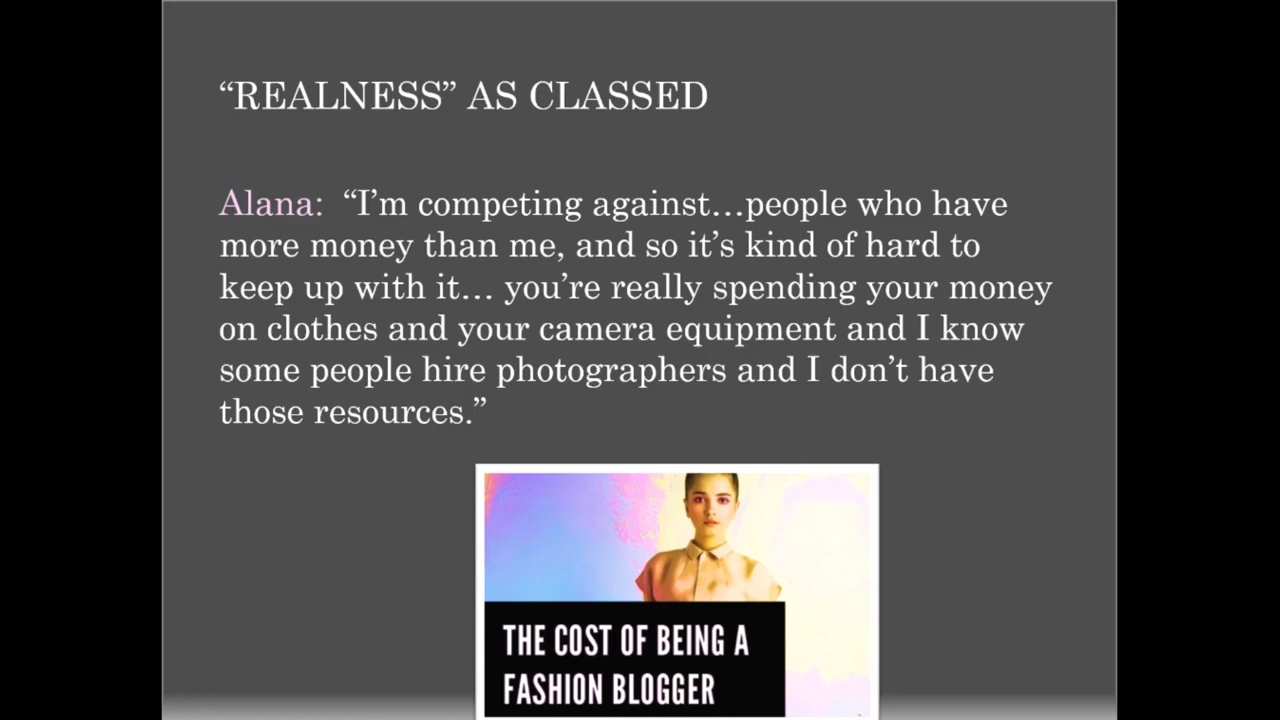 “REALNESS” AS CLASSED
Alana:  “I’m competing against…people who have
more money than me, and so it’s kind of hard to
keep up with it… you’re really spending your money
on clothes and your camera equipment and I know
some people hire photographers and I don’t have
those resources.”
THE COST OF BEING A
FASHION BLOGGER